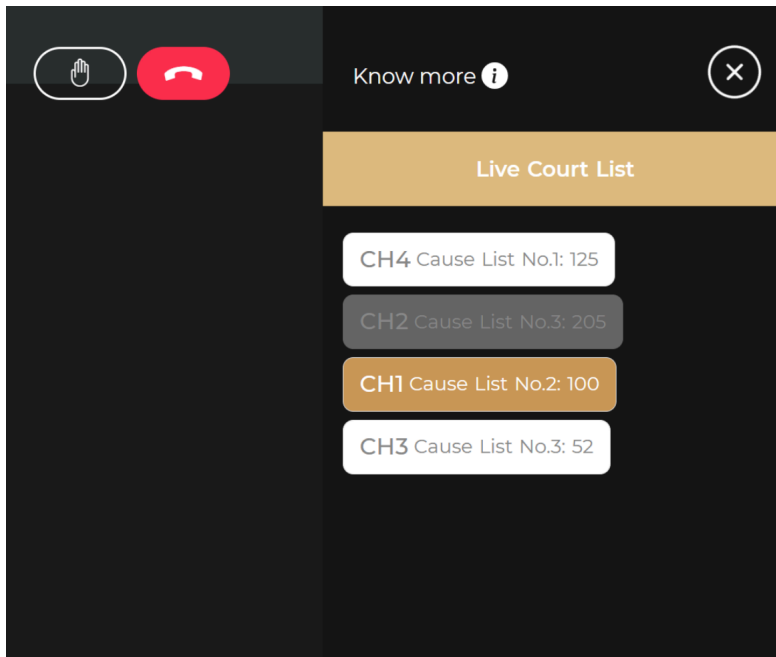 Know more i
Live Court List
CH4 Cause List No.1: 125
CH2 Cause List No.3: 205
CH1 Cause List No.2: 100
CH3 Cause List No.3: 52